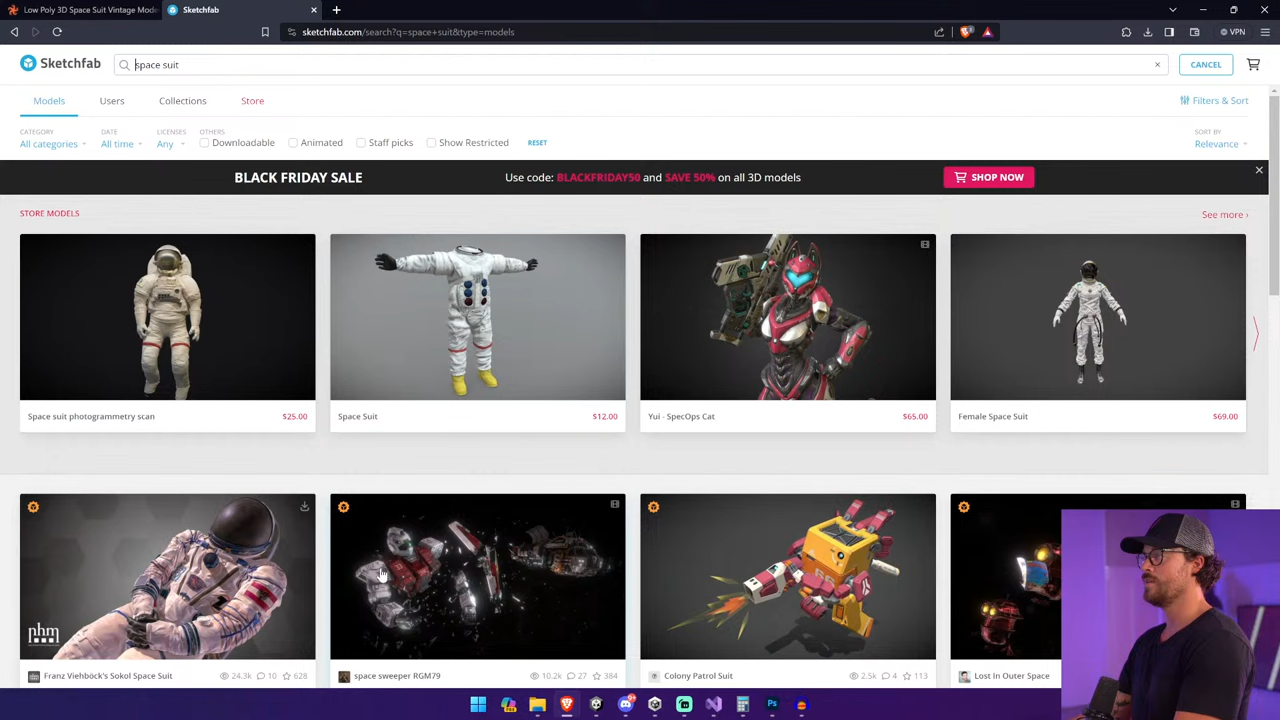 Low Poly 3D Space Suit Vintage Mode
Sketchfab
sketchfab.com/search?q=space+suit&type=models
VPN
Sketchfab
space suit
CANCEL
Models
Users
Collections
Store
Filters & Sort
CATEGORY
All categories
DATE
All time
LICENSES
Any
OTHERS
Downloadable
Animated
Staff picks
Show Restricted
RESET
SORT BY
Relevance
BLACK FRIDAY SALE
Use code: BLACKFRIDAY50 and SAVE 50% on all 3D models
SHOP NOW
STORE MODELS
See more ›
Space suit photogrammetry scan $25.00
Space Suit $12.00
Yui - SpecOps Cat $65.00
Female Space Suit $69.00
nhm
Franz Viehböck's Sokol Space Suit 24.3k 10 628
space sweeper RGM79 10.2k 27 384
Colony Patrol Suit 2.5k 4 113
Lost In Outer Space